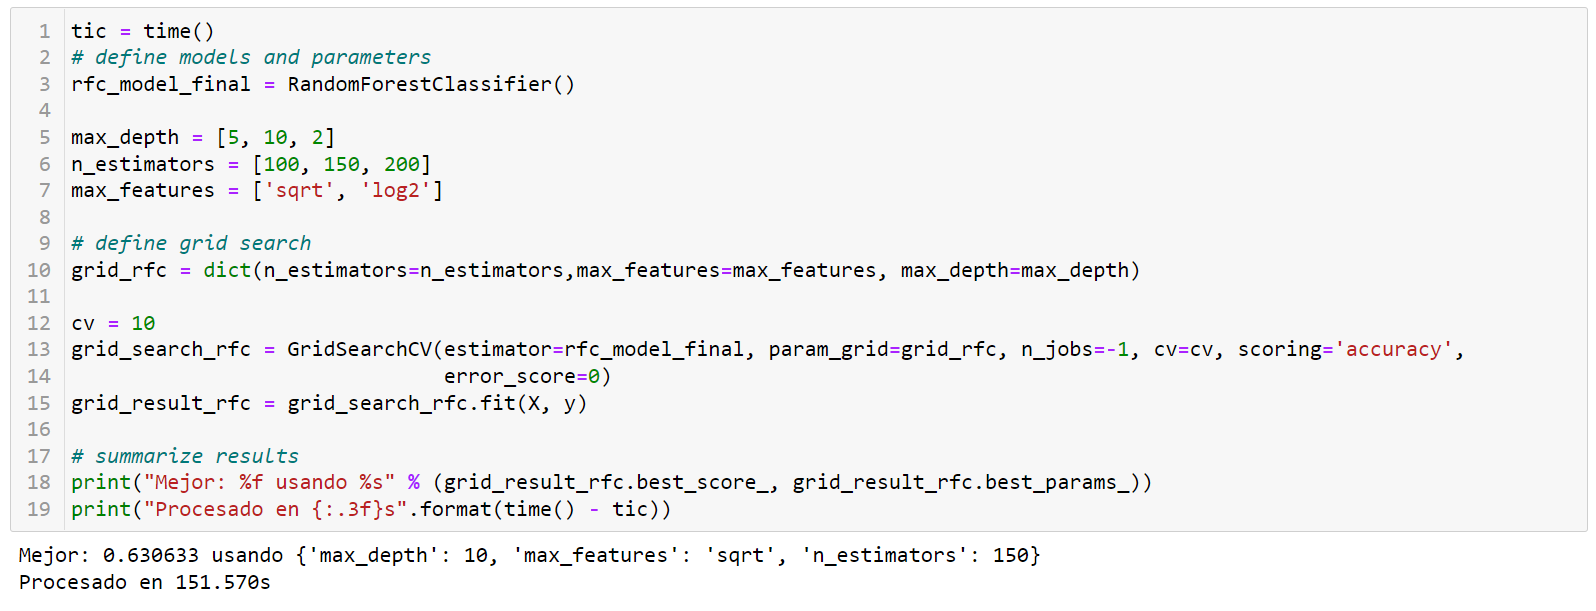 1 tic = time()
2 # define models and parameters
3 rfc_model_final = RandomForestClassifier()
4
5 max_depth = [5, 10, 2]
6 n_estimators = [100, 150, 200]
7 max_features = ['sqrt', 'log2']
8
9 # define grid search
10 grid_rfc = dict(n_estimators=n_estimators,max_features=max_features, max_depth=max_depth)
11
12 cv = 10
13 grid_search_rfc = GridSearchCV(estimator=rfc_model_final, param_grid=grid_rfc, n_jobs=-1, cv=cv, scoring='accuracy',
14                                error_score=0)
15 grid_result_rfc = grid_search_rfc.fit(X, y)
16
17 # summarize results
18 print("Mejor: %f usando %s" % (grid_result_rfc.best_score_, grid_result_rfc.best_params_))
19 print("Procesado en {:.3f}s".format(time() - tic))
Mejor: 0.630633 usando {'max_depth': 10, 'max_features': 'sqrt', 'n_estimators': 150}
Procesado en 151.570s